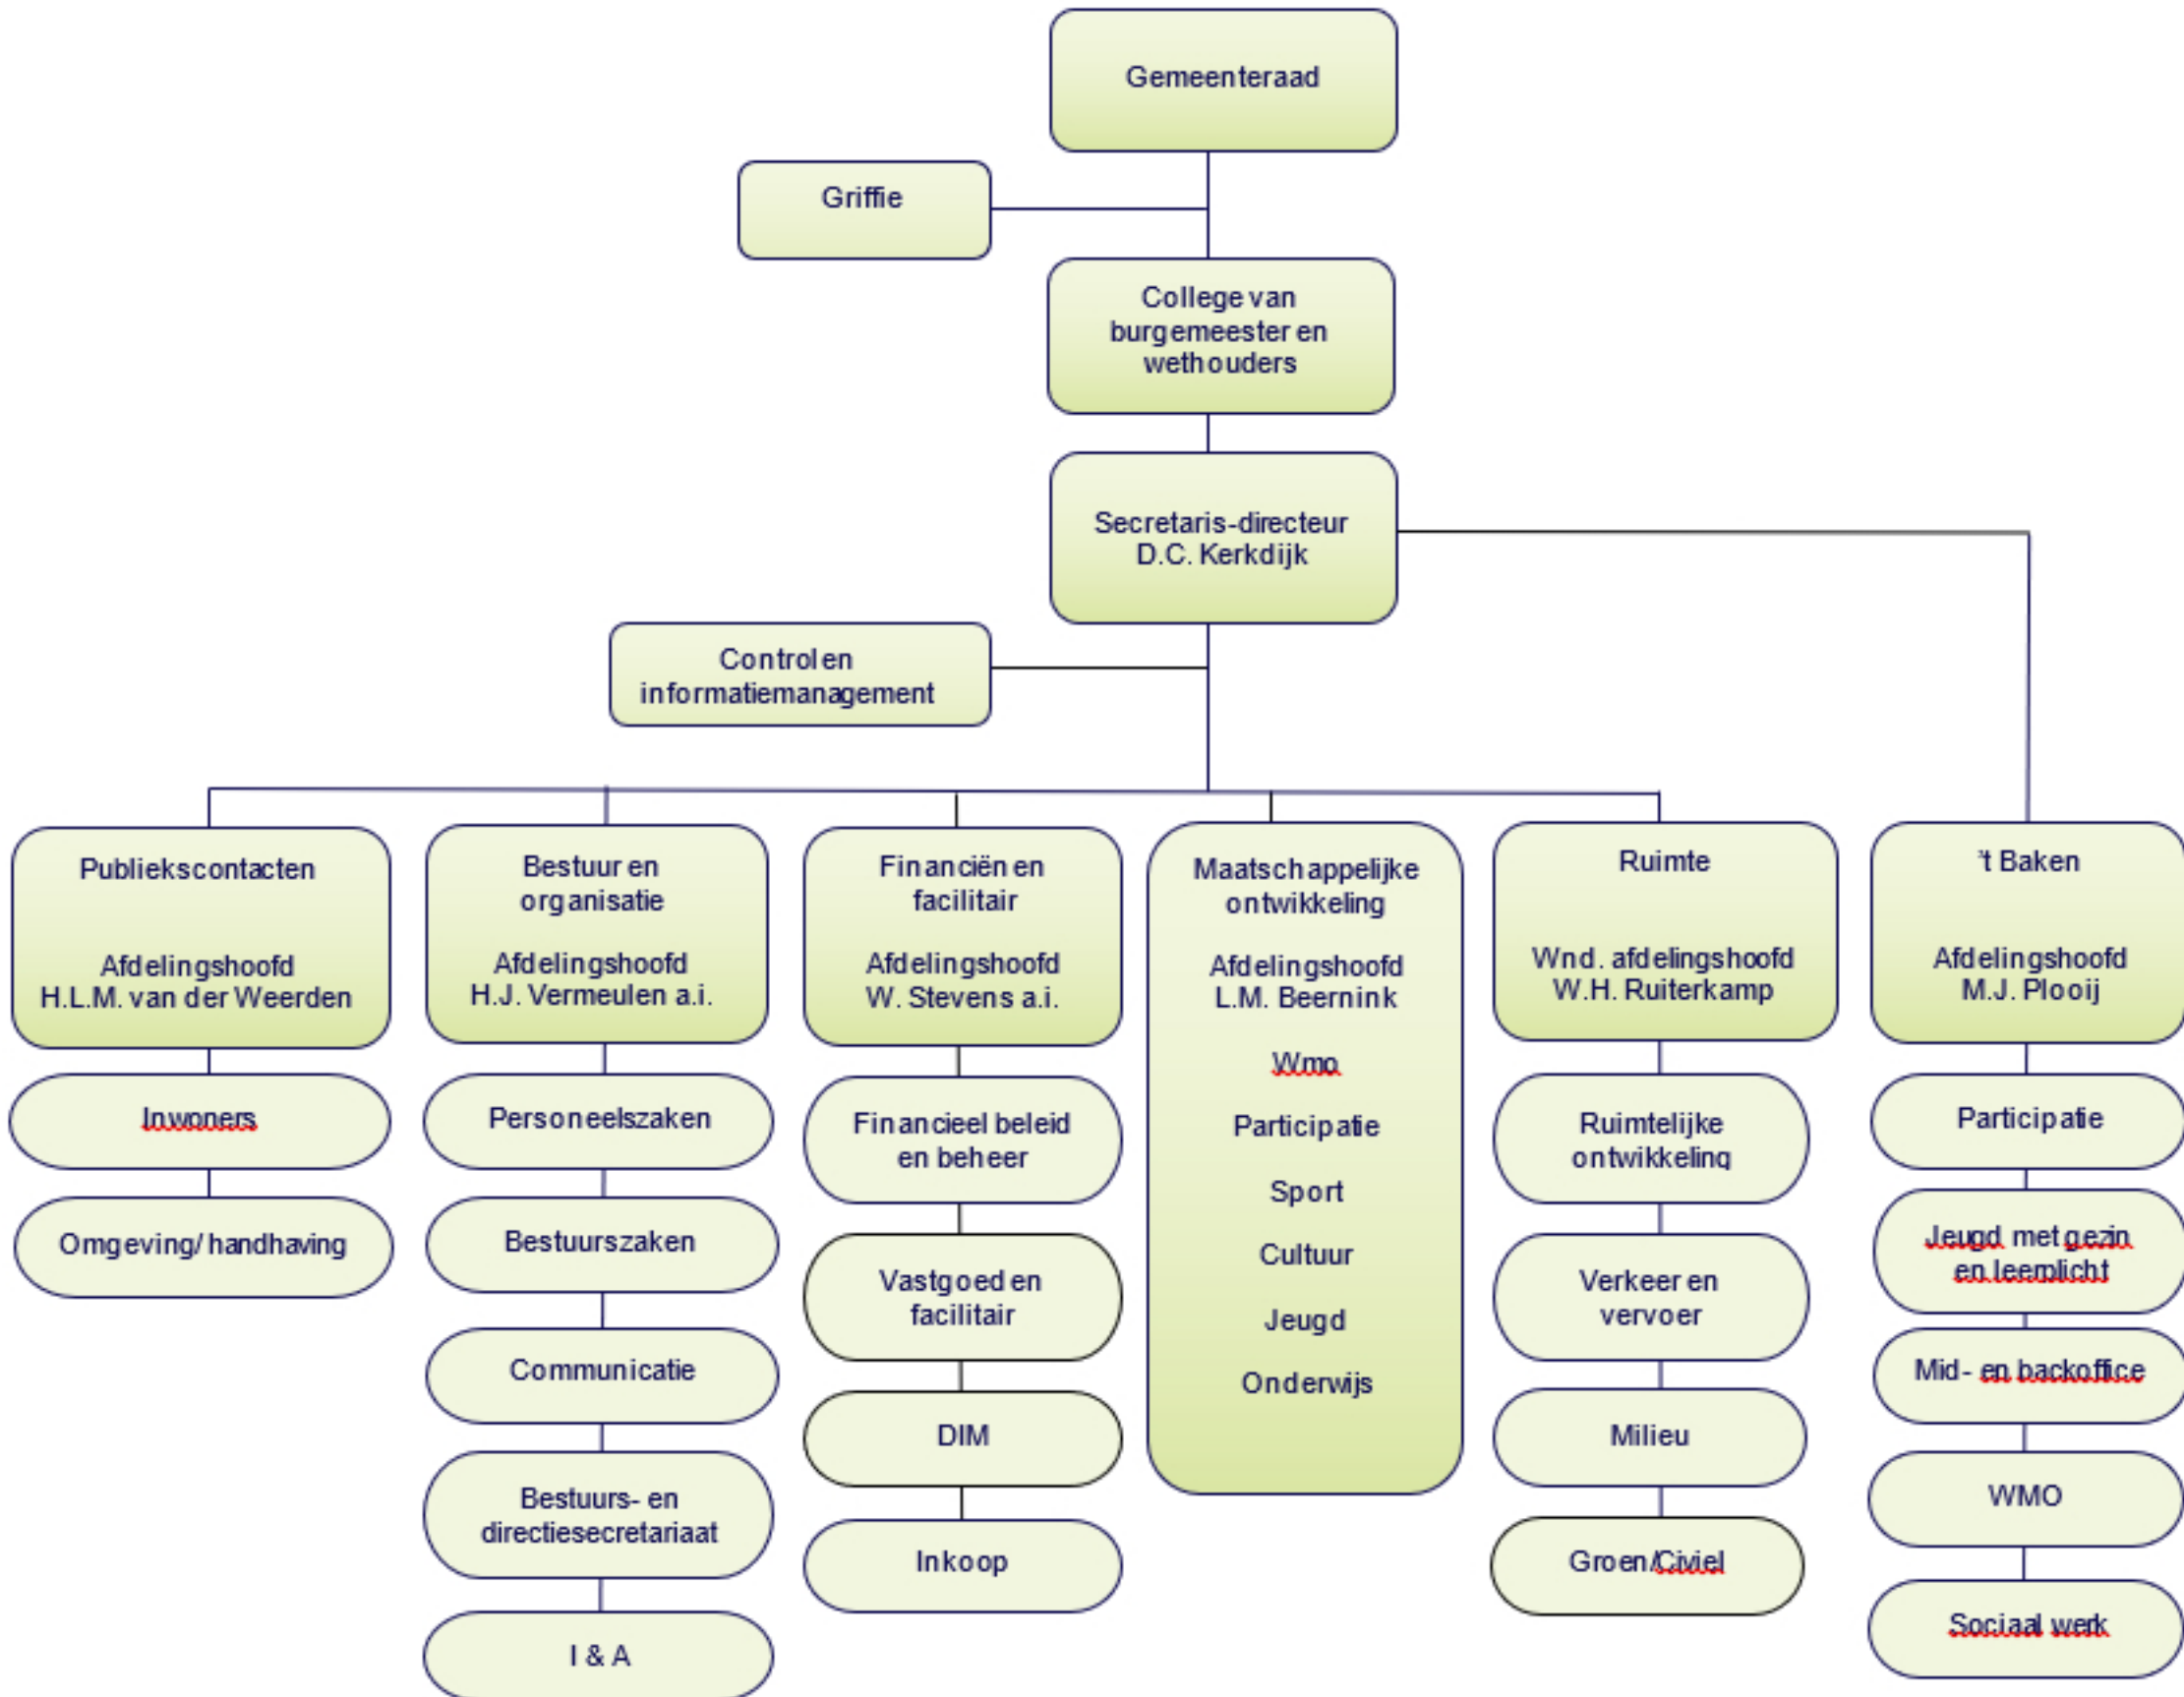 Gemeenteraad
Griffie
College van
burgemeester en
wethouders
Secretaris-directeur
D.C. Kerkdijk
Control en
informatiemanagement
Publiekscontacten
Afdelingshoofd
H.L.M. van der Weerden
Inwoners
Omgeving/ handhaving
Bestuur en
organisatie
Afdelingshoofd
H.J. Vermeulen a.i.
Personeelszaken
Bestuurszaken
Communicatie
Bestuurs- en
directiesecretariaat
I & A
Financiën en
facilitair
Afdelingshoofd
W. Stevens a.i.
Financieel beleid
en beheer
Vastgoed en
facilitair
DIM
Inkoop
Maatschappelijke
ontwikkeling
Afdelingshoofd
L.M. Beernink
Wmo
Participatie
Sport
Cultuur
Jeugd
Onderwijs
Ruimte
Wnd. afdelingshoofd
W.H. Ruiterkamp
Ruimtelijke
ontwikkeling
Verkeer en
vervoer
Milieu
Groen/Civiel
't Baken
Afdelingshoofd
M.J. Plooij
Participatie
Jeugd met gezin
en leerplicht
Mid- en backoffice
WMO
Sociaal werk